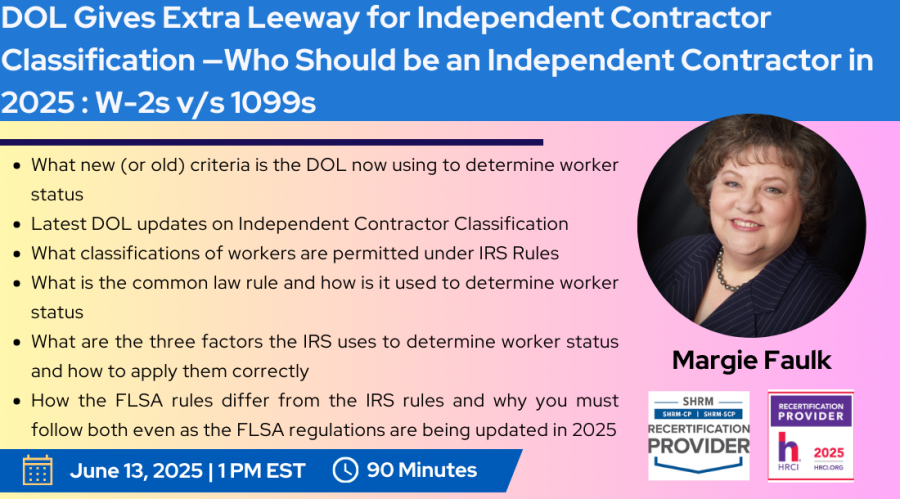 DOL Gives Extra Leeway for Independent Contractor
Classification —Who Should be an Independent Contractor in
2025 : W-2s v/s 1099s
• What new (or old) criteria is the DOL now using to determine worker
status
• Latest DOL updates on Independent Contractor Classification
• What classifications of workers are permitted under IRS Rules
• What is the common law rule and how is it used to determine worker
status
• What are the three factors the IRS uses to determine worker status
and how to apply them correctly
• How the FLSA rules differ from the IRS rules and why you must
follow both even as the FLSA regulations are being updated in 2025
June 13, 2025 | 1 PM EST
90 Minutes
Margie Faulk
SHRM
SHRM-CP | SHRM-SCP
RECERTIFICATION
PROVIDER
RECERTIFICATION
PROVIDER
h
HRCI
2025
HRCI.ORG